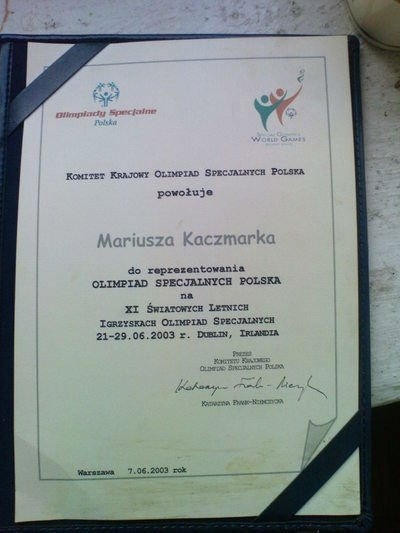 Olimpiady Specjalne
Polska
SPECIAL OLYMPICS
WORLD GAMES
KOMITET KRAJOWY OLIMPIAD SPECJALNYCH POLSKA
powołuje
Mariusza Kaczmarka
do reprezentowania
OLIMPIAD SPECJALNYCH POLSKA
na
XI ŚWIATOWYCH LETNICH
IGRZYSKACH OLIMPIAD SPECJALNYCH
21-29.06.2003 r. DUBLIN, IRLANDIA
PREZES
KOMITETU KRAJOWEGO
OLIMPIAD SPECJALNYCH POLSKA
KATARZYNA FRANK-NIEMCZYCKA
Warszawa 7.06.2003 rok